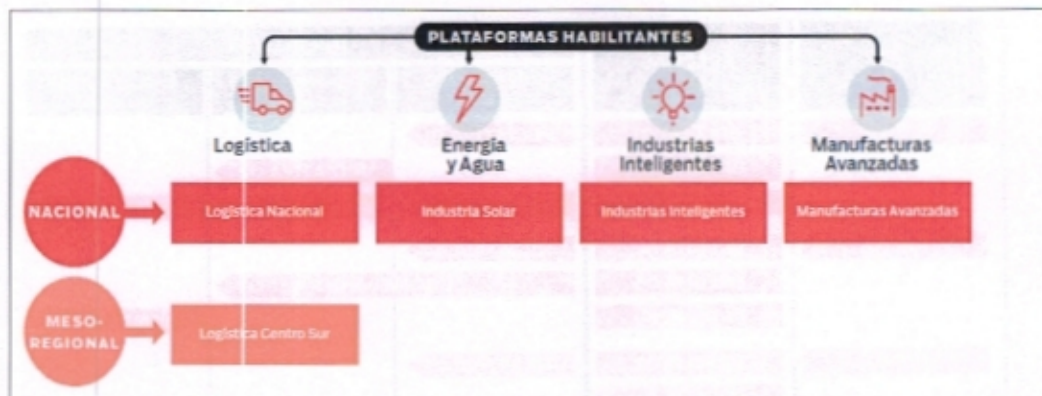 PLATAFORMAS HABILITANTES
Logística
Energía
y Agua
Industrias
Inteligentes
Manufacturas
Avanzadas
NACIONAL
Logística Nacional
Industria Solar
Industrias Inteligentes
Manufacturas Avanzadas
MESO-
REGIONAL
Logística Centro Sur